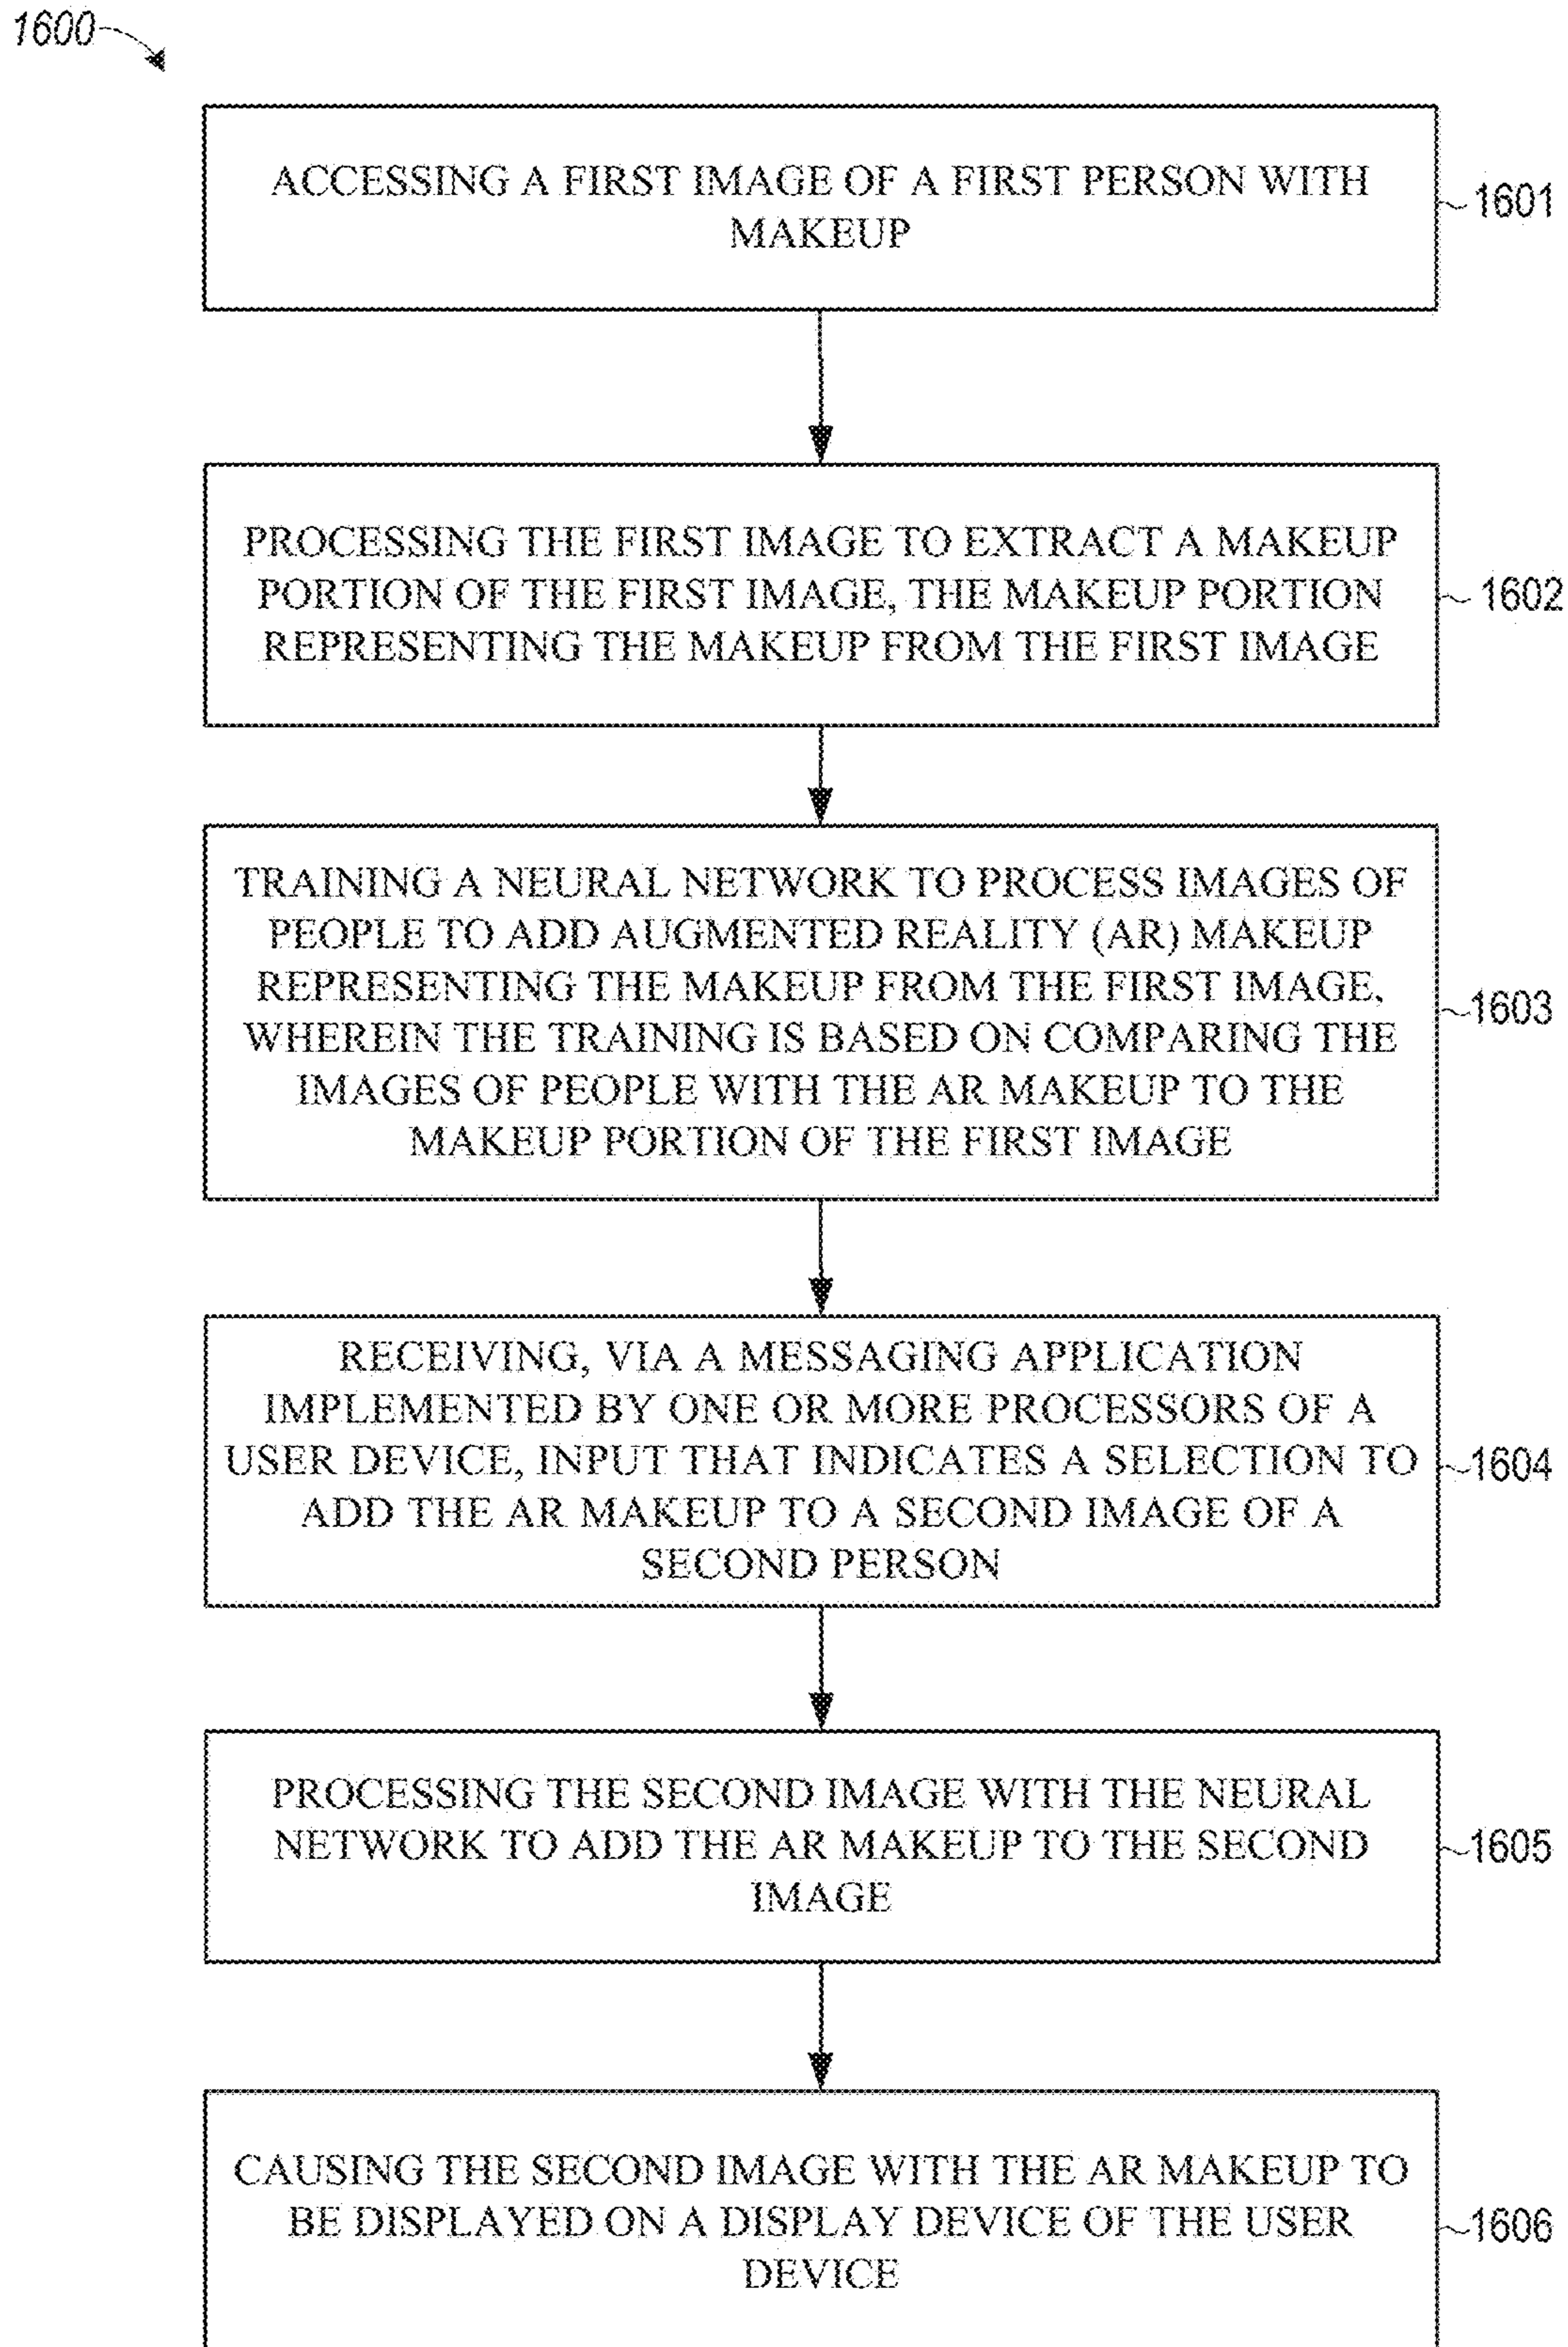 1600
ACCESSING A FIRST IMAGE OF A FIRST PERSON WITH
MAKEUP
1601
PROCESSING THE FIRST IMAGE TO EXTRACT A MAKEUP
PORTION OF THE FIRST IMAGE, THE MAKEUP PORTION
REPRESENTING THE MAKEUP FROM THE FIRST IMAGE
1602
TRAINING A NEURAL NETWORK TO PROCESS IMAGES OF
PEOPLE TO ADD AUGMENTED REALITY (AR) MAKEUP
REPRESENTING THE MAKEUP FROM THE FIRST IMAGE,
WHEREIN THE TRAINING IS BASED ON COMPARING THE
IMAGES OF PEOPLE WITH THE AR MAKEUP TO THE
MAKEUP PORTION OF THE FIRST IMAGE
1603
RECEIVING, VIA A MESSAGING APPLICATION
IMPLEMENTED BY ONE OR MORE PROCESSORS OF A
USER DEVICE, INPUT THAT INDICATES A SELECTION TO
ADD THE AR MAKEUP TO A SECOND IMAGE OF A
SECOND PERSON
1604
PROCESSING THE SECOND IMAGE WITH THE NEURAL
NETWORK TO ADD THE AR MAKEUP TO THE SECOND
IMAGE
1605
CAUSING THE SECOND IMAGE WITH THE AR MAKEUP TO
BE DISPLAYED ON A DISPLAY DEVICE OF THE USER
DEVICE
1606